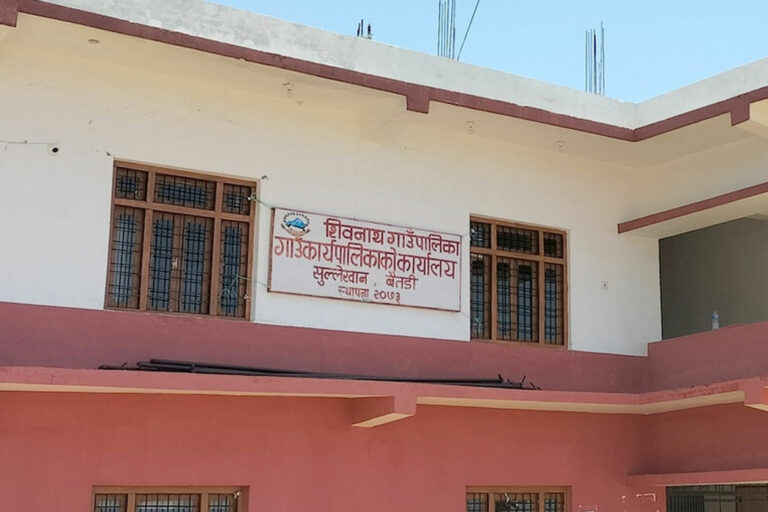 शिवनाथ गाउँपालिका
गाउँकार्यपालिकाको कार्यालय
सुल्लेखान, बैतडी
स्थापना २०७३